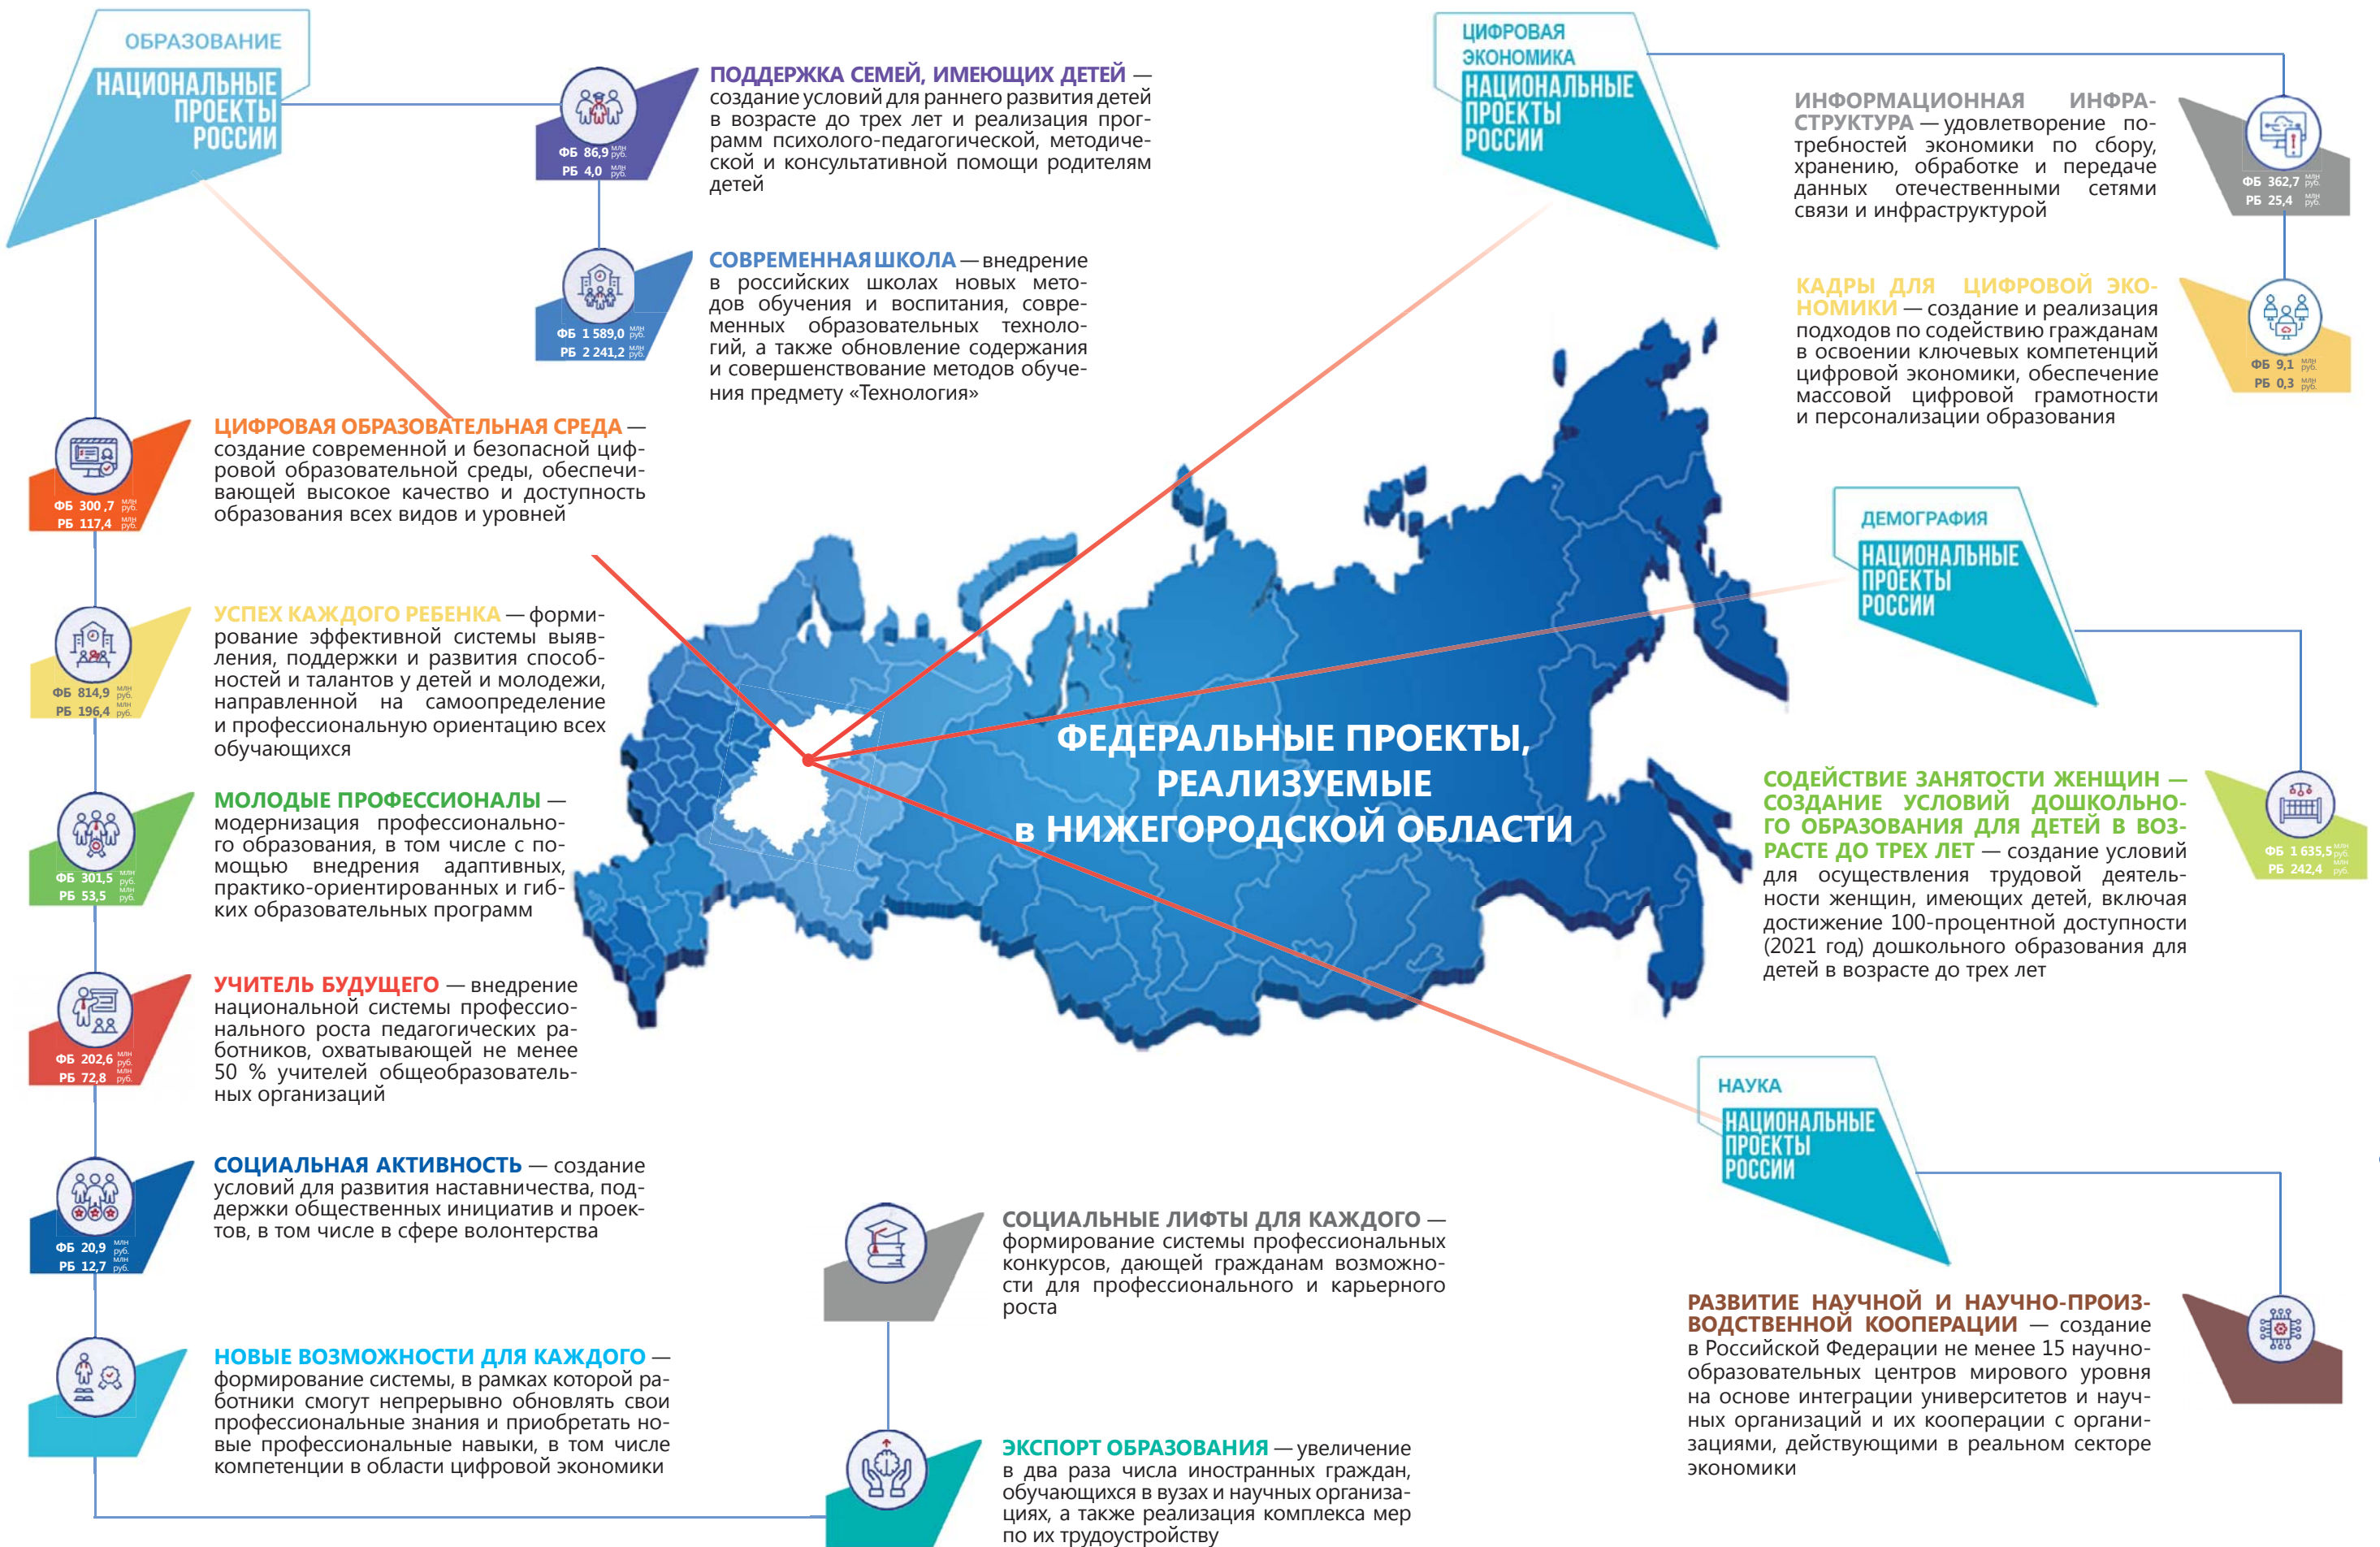 ОБРАЗОВАНИЕ
НАЦИОНАЛЬНЫЕ
ПРОЕКТЫ
РОССИИ
ПОДДЕРЖКА СЕМЕЙ, ИМЕЮЩИХ ДЕТЕЙ —
создание условий для раннего развития детей
в возрасте до трех лет и реализация прог-
рамм психолого-педагогической, методиче-
ской и консультативной помощи родителям
детей
ФБ 86,9 млн руб.
РБ 4,0 млн руб.
СОВРЕМЕННАЯ ШКОЛА — внедрение
в российских школах новых мето-
дов обучения и воспитания, совре-
менных образовательных техноло-
гий, а также обновление содержания
и совершенствование методов обуче-
ния предмету «Технология»
ФБ 1 589,0 млн руб.
РБ 2 241,2 млн руб.
ЦИФРОВАЯ ОБРАЗОВАТЕЛЬНАЯ СРЕДА —
создание современной и безопасной циф-
ровой образовательной среды, обеспечи-
вающей высокое качество и доступность
образования всех видов и уровней
ФБ 300 ,7 млн руб.
РБ 117,4 млн руб.
УСПЕХ КАЖДОГО РЕБЕНКА — форми-
рование эффективной системы выяв-
ления, поддержки и развития способ-
ностей и талантов у детей и молодежи,
направленной на самоопределение
и профессиональную ориентацию всех
обучающихся
ФБ 814,9 млн руб.
РБ 196,4 млн руб.
МОЛОДЫЕ ПРОФЕССИОНАЛЫ —
модернизация профессионально-
го образования, в том числе с по-
мощью внедрения адаптивных,
практико-ориентированных и гиб-
ких образовательных программ
ФБ 301,5 млн руб.
РБ 53,5 млн руб.
УЧИТЕЛЬ БУДУЩЕГО — внедрение
национальной системы профессио-
нального роста педагогических ра-
ботников, охватывающей не менее
50 % учителей общеобразователь-
ных организаций
ФБ 202,6 млн руб.
РБ 72,8 млн руб.
СОЦИАЛЬНАЯ АКТИВНОСТЬ — создание
условий для развития наставничества, под-
держки общественных инициатив и проек-
тов, в том числе в сфере волонтерства
ФБ 20,9 млн руб.
РБ 12,7 млн руб.
НОВЫЕ ВОЗМОЖНОСТИ ДЛЯ КАЖДОГО —
формирование системы, в рамках которой ра-
ботники смогут непрерывно обновлять свои
профессиональные знания и приобретать но-
вые профессиональные навыки, в том числе
компетенции в области цифровой экономики
СОЦИАЛЬНЫЕ ЛИФТЫ ДЛЯ КАЖДОГО —
формирование системы профессиональных
конкурсов, дающей гражданам возможно-
сти для профессионального и карьерного
роста
ЭКСПОРТ ОБРАЗОВАНИЯ — увеличение
в два раза числа иностранных граждан,
обучающихся в вузах и научных организа-
циях, а также реализация комплекса мер
по их трудоустройству
ФЕДЕРАЛЬНЫЕ ПРОЕКТЫ,
РЕАЛИЗУЕМЫЕ
в НИЖЕГОРОДСКОЙ ОБЛАСТИ
ЦИФРОВАЯ
ЭКОНОМИКА
НАЦИОНАЛЬНЫЕ
ПРОЕКТЫ
РОССИИ
ИНФОРМАЦИОННАЯ ИНФРА-
СТРУКТУРА — удовлетворение по-
требностей экономики по сбору,
хранению, обработке и передаче
данных отечественными сетями
связи и инфраструктурой
ФБ 362,7 млн руб.
РБ 25,4 млн руб.
КАДРЫ ДЛЯ ЦИФРОВОЙ ЭКО-
НОМИКИ — создание и реализация
подходов по содействию гражданам
в освоении ключевых компетенций
цифровой экономики, обеспечение
массовой цифровой грамотности
и персонализации образования
ФБ 9,1 млн руб.
РБ 0,3 млн руб.
ДЕМОГРАФИЯ
НАЦИОНАЛЬНЫЕ
ПРОЕКТЫ
РОССИИ
СОДЕЙСТВИЕ ЗАНЯТОСТИ ЖЕНЩИН —
СОЗДАНИЕ УСЛОВИЙ ДОШКОЛЬНО-
ГО ОБРАЗОВАНИЯ ДЛЯ ДЕТЕЙ В ВОЗ-
РАСТЕ ДО ТРЕХ ЛЕТ — создание условий
для осуществления трудовой деятель-
ности женщин, имеющих детей, включая
достижение 100-процентной доступности
(2021 год) дошкольного образования для
детей в возрасте до трех лет
ФБ 1 635,5 млн руб.
РБ 242,4 млн руб.
НАУКА
НАЦИОНАЛЬНЫЕ
ПРОЕКТЫ
РОССИИ
РАЗВИТИЕ НАУЧНОЙ И НАУЧНО-ПРОИЗ-
ВОДСТВЕННОЙ КООПЕРАЦИИ — создание
в Российской Федерации не менее 15 научно-
образовательных центров мирового уровня
на основе интеграции университетов и науч-
ных организаций и их кооперации с органи-
зациями, действующими в реальном секторе
экономики